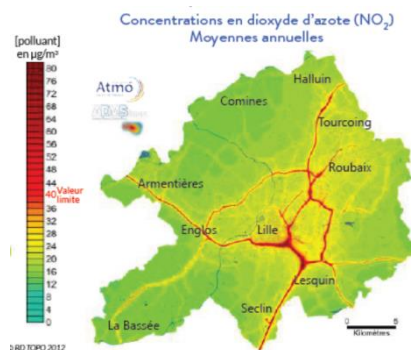 Concentrations en dioxyde d'azote (NO₂)
Moyennes annuelles
[polluant]
en µg/m³
80
76
72
68
64
60
56
52
48
44
40
Valeur
limite
36
32
28
24
20
16
12
8
4
0
Atmo
Halluin
Comines
Tourcoing
Roubaix
Armentières
Englos
Lille
Lesquin
Seclin
La Bassée
0
6
Kilomètres
©BD TOPO 2012